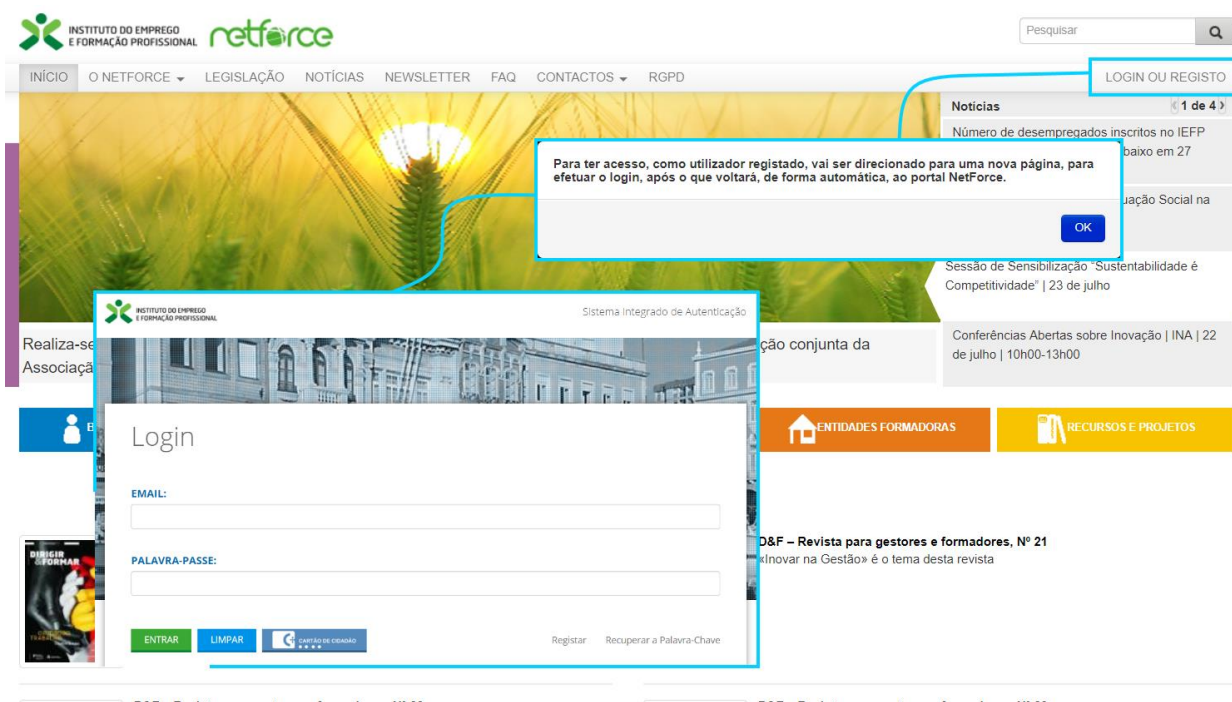 INSTITUTO DO EMPREGO
E FORMAÇÃO PROFISSIONAL
netforce
Pesquisar
INÍCIO O NETFORCE LEGISLAÇÃO NOTÍCIAS NEWSLETTER FAQ CONTACTOS RGPD
LOGIN OU REGISTO
Notícias
1 de 4
Número de desempregados inscritos no IEFP
baixo em 27
Social na
Sessão de Sensibilização “Sustentabilidade é
Competitividade” | 23 de julho
Conferências Abertas sobre Inovação | INA | 22
de julho | 10h00-13h00
Para ter acesso, como utilizador registado, vai ser direcionado para uma nova página, para
efetuar o login, após o que voltará, de forma automática, ao portal NetForce.
OK
Realiza-se
conjunta da
INSTITUTO DO EMPREGO
E FORMAÇÃO PROFISSIONAL
Sistema Integrado de Autenticação
Login
EMAIL:
PALAVRA-PASSE:
ENTRAR LIMPAR CARTÃO DE CIDADÃO
Registar Recuperar a Palavra-Chave
ENTIDADES FORMADORAS
RECURSOS E PROJETOS
DIRIGIR
&FORMAR
D&F – Revista para gestores e formadores, Nº 21
«Inovar na Gestão» é o tema desta revista